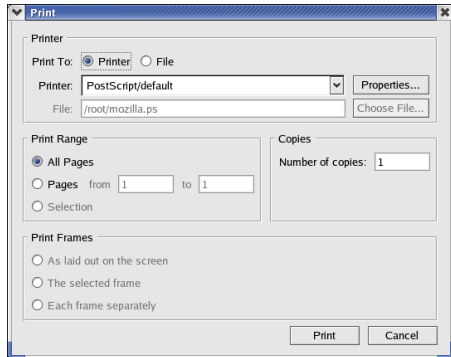 Print
Printer
Print To: Printer File
Printer: PostScript/default Properties...
File: /root/mozilla.ps Choose File...
Print Range
All Pages
Pages from 1 to 1
Selection
Copies
Number of copies: 1
Print Frames
As laid out on the screen
The selected frame
Each frame separately
Print Cancel